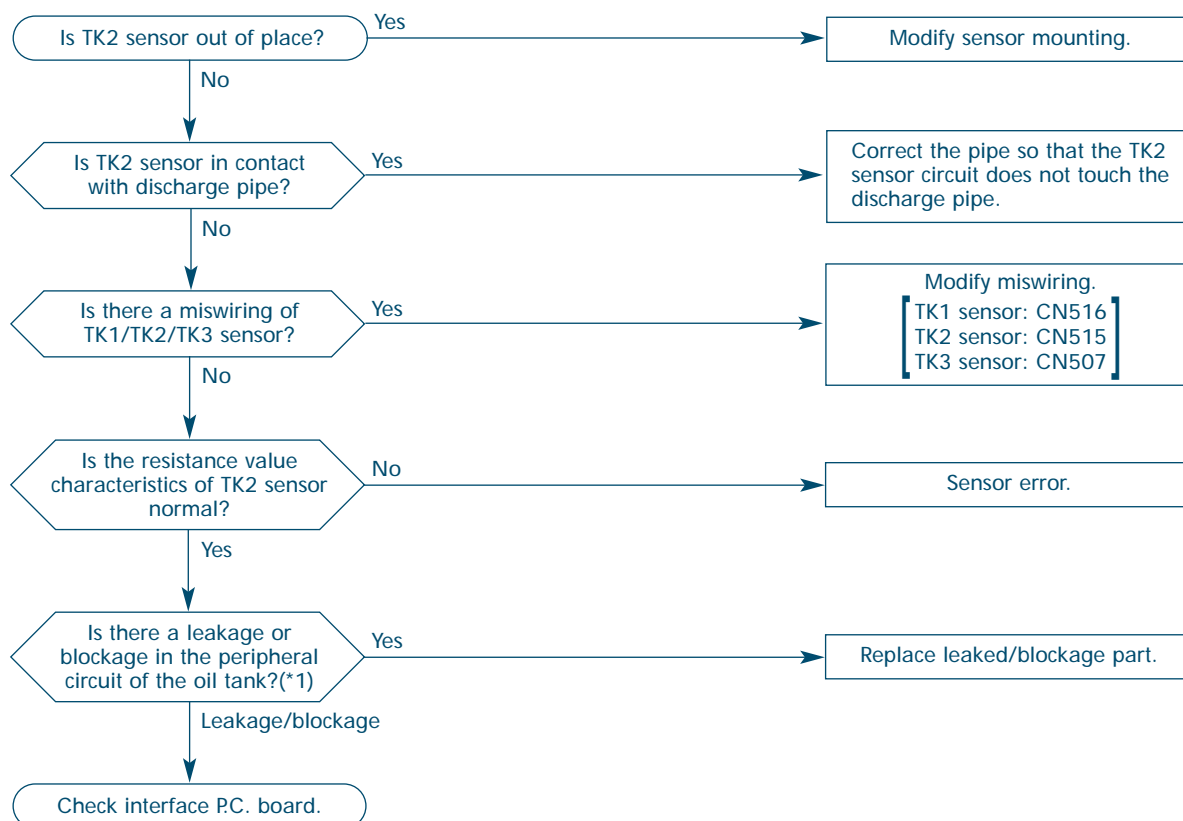 Is TK2 sensor out of place?
Yes
Modify sensor mounting.
No
Is TK2 sensor in contact
with discharge pipe?
Yes
Correct the pipe so that the TK2
sensor circuit does not touch the
discharge pipe.
No
Is there a miswiring of
TK1/TK2/TK3 sensor?
Yes
Modify miswiring.
TK1 sensor: CN516
TK2 sensor: CN515
TK3 sensor: CN507
No
Is the resistance value
characteristics of TK2 sensor
normal?
No
Sensor error.
Yes
Is there a leakage or
blockage in the peripheral
circuit of the oil tank?(*1)
Yes
Replace leaked/blockage part.
Leakage/blockage
Check interface P.C. board.